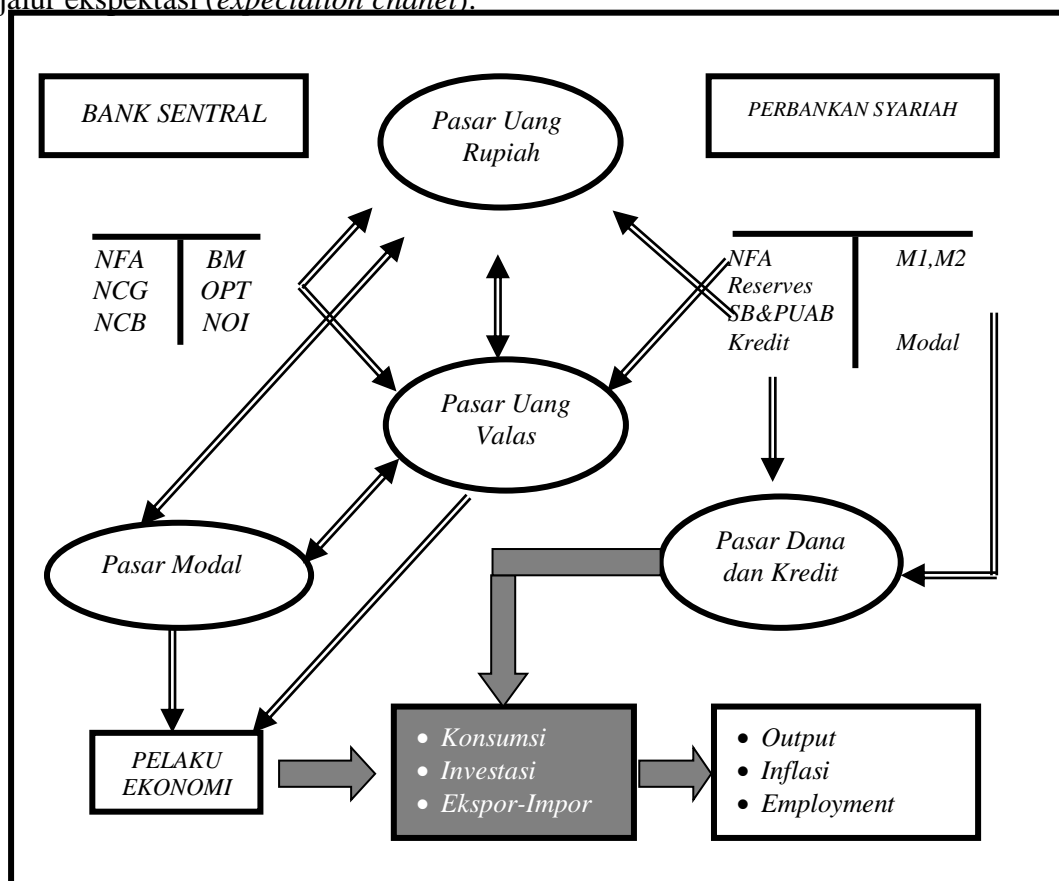 jalur ekspektasi (expectation chanel).
BANK SENTRAL
Pasar Uang
Rupiah
PERBANKAN SYARIAH
NFA BM
NCG OPT
NCB NOI
NFA M1,M2
Reserves
SB&PUAB
Kredit Modal
Pasar Uang
Valas
Pasar Modal
Pasar Dana
dan Kredit
PELAKU
EKONOMI
• Konsumsi
• Investasi
• Ekspor-Impor
• Output
• Inflasi
• Employment